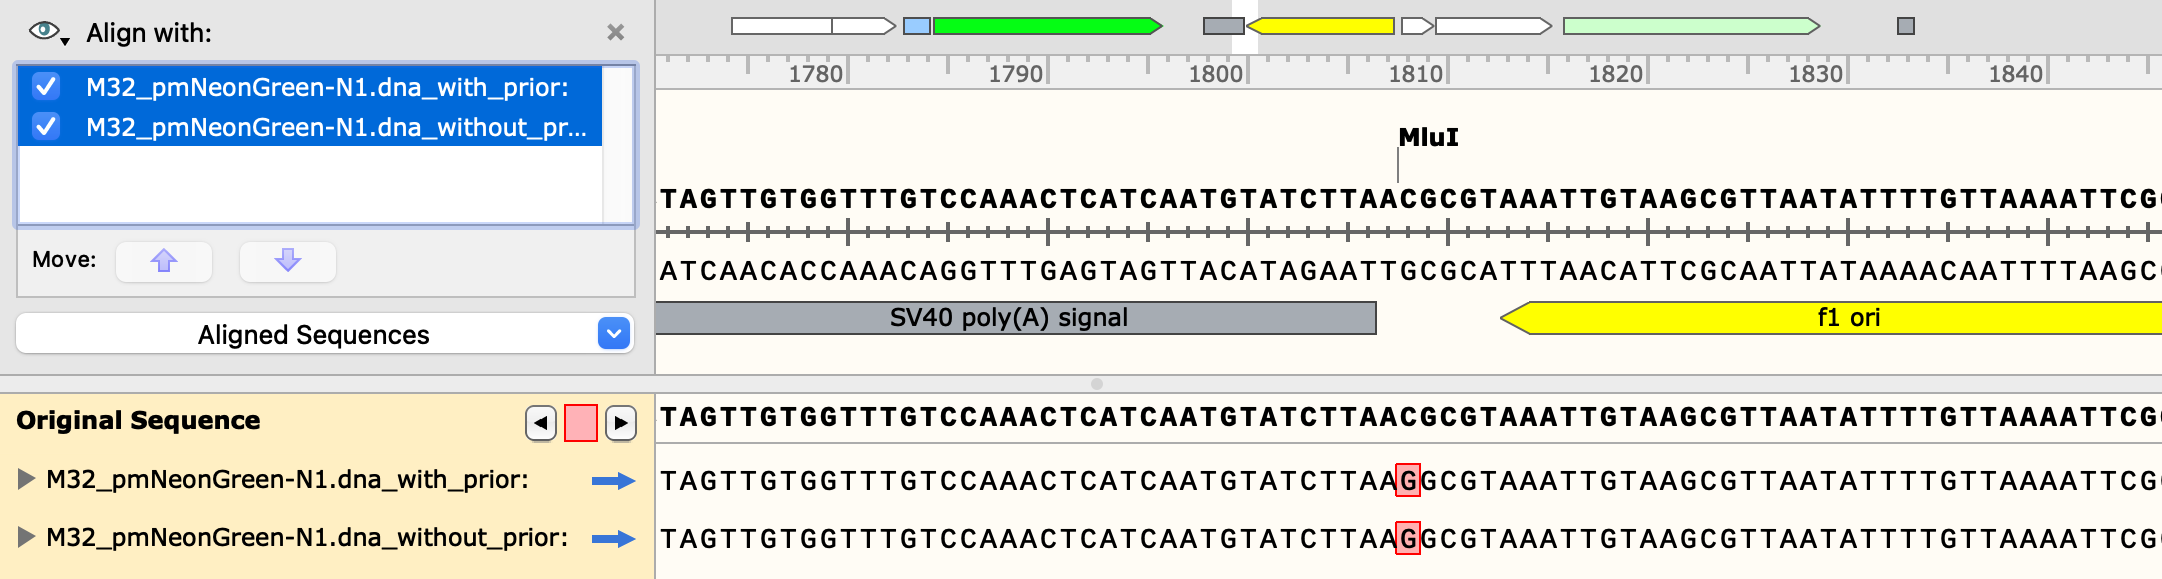 Align with:
M32_pmNeonGreen-N1.dna_with_prior:
M32_pmNeonGreen-N1.dna_without_pr...
Move:
Aligned Sequences
1780 1790 1800 1810 1820 1830 1840
MluI
TAGTTGTGGTTTGTCCAAACTCATCAATGTATCTTAACGCGTAAATTGTAAGCGTTAATATTTTGTTAAAATTCG
ATCAACACCAAACAGGTTTGAGTAGTTACATAGAATTGCGCATTTAACATTCGCAATTATAAAACAATTTTAAGC
SV40 poly(A) signal
f1 ori
Original Sequence
TAGTTGTGGTTTGTCCAAACTCATCAATGTATCTTAACGCGTAAATTGTAAGCGTTAATATTTTGTTAAAATTCG
M32_pmNeonGreen-N1.dna_with_prior:
TAGTTGTGGTTTGTCCAAACTCATCAATGTATCTTAAGGCGTAAATTGTAAGCGTTAATATTTTGTTAAAATTCG
M32_pmNeonGreen-N1.dna_without_prior:
TAGTTGTGGTTTGTCCAAACTCATCAATGTATCTTAAGGCGTAAATTGTAAGCGTTAATATTTTGTTAAAATTCG